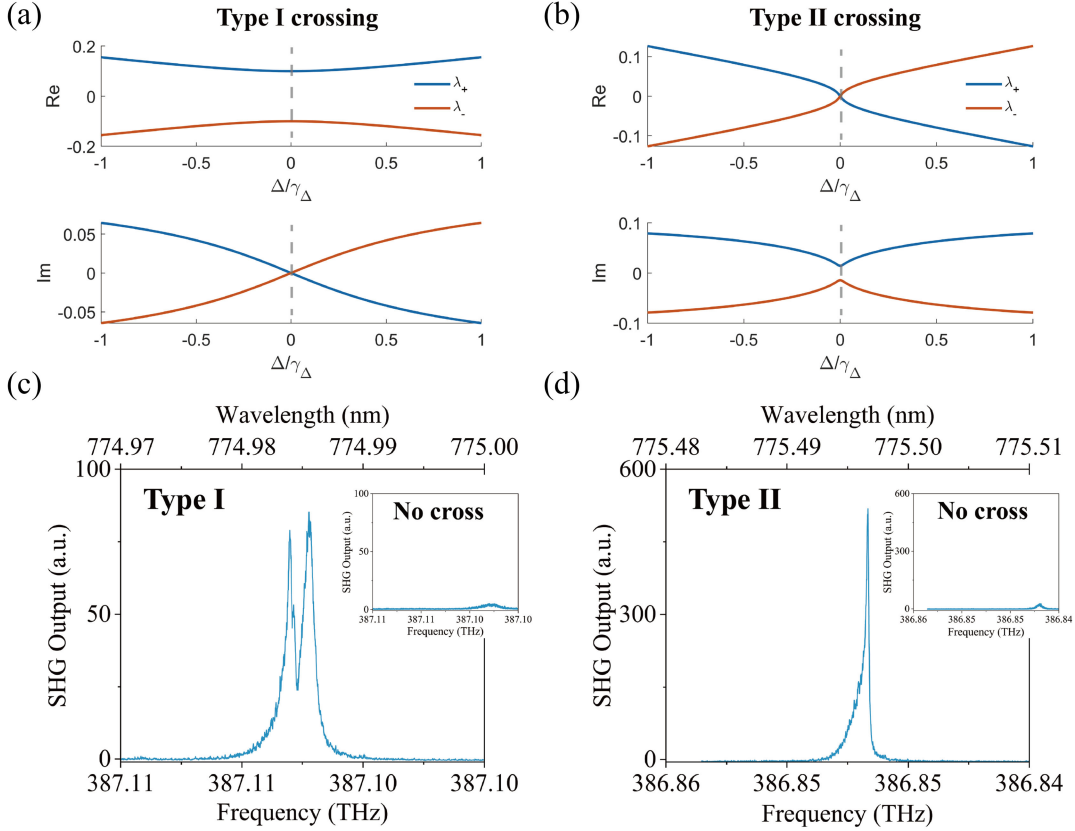 (a)
Type I crossing
0.2
0
-0.2
Re
λ+
λ-
-1
-0.5
0
0.5
1
Δ/γΔ
0.05
0
-0.05
Im
-1
-0.5
0
0.5
1
Δ/γΔ
(b)
Type II crossing
0.1
0
-0.1
Re
λ+
λ-
-1
-0.5
0
0.5
1
Δ/γΔ
0.1
0
-0.1
Im
-1
-0.5
0
0.5
1
Δ/γΔ
(c)
Wavelength (nm)
774.97
774.98
774.99
775.00
100
50
0
SHG Output (a.u.)
Type I
No cross
100
75
50
25
0
SHG Output (a.u.)
387.11
387.11
387.10
387.10
Frequency (THz)
387.11
387.11
387.10
387.10
Frequency (THz)
(d)
Wavelength (nm)
775.48
775.49
775.50
775.51
600
300
0
SHG Output (a.u.)
Type II
No cross
600
450
300
150
0
SHG Output (a.u.)
386.86
386.85
386.85
386.84
Frequency (THz)
386.86
386.85
386.85
386.84
Frequency (THz)